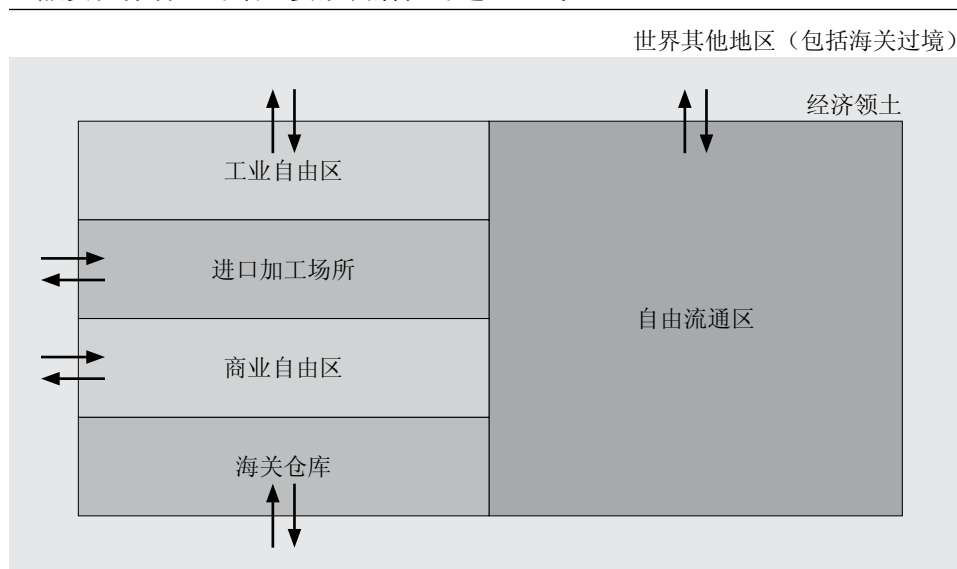 世界其他地区（包括海关过境）
经济领土
工业自由区
进口加工场所
自由流通区
商业自由区
海关仓库